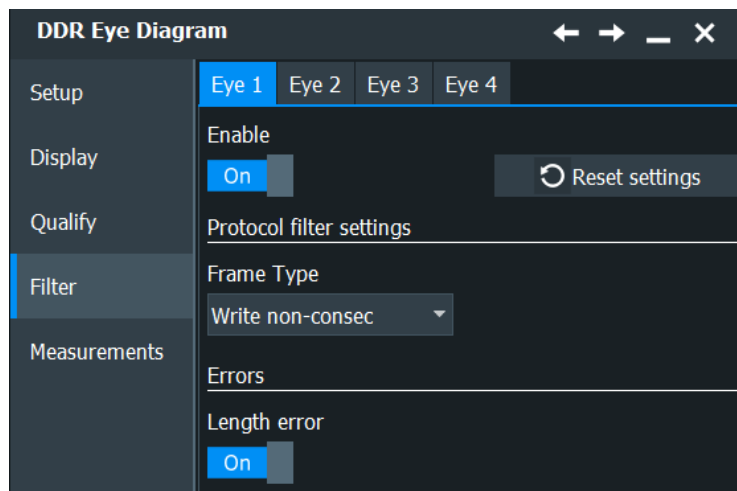 DDR Eye Diagram
Setup
Display
Qualify
Filter
Measurements
Eye 1 Eye 2 Eye 3 Eye 4
Enable
On
Reset settings
Protocol filter settings
Frame Type
Write non-consec
Errors
Length error
On